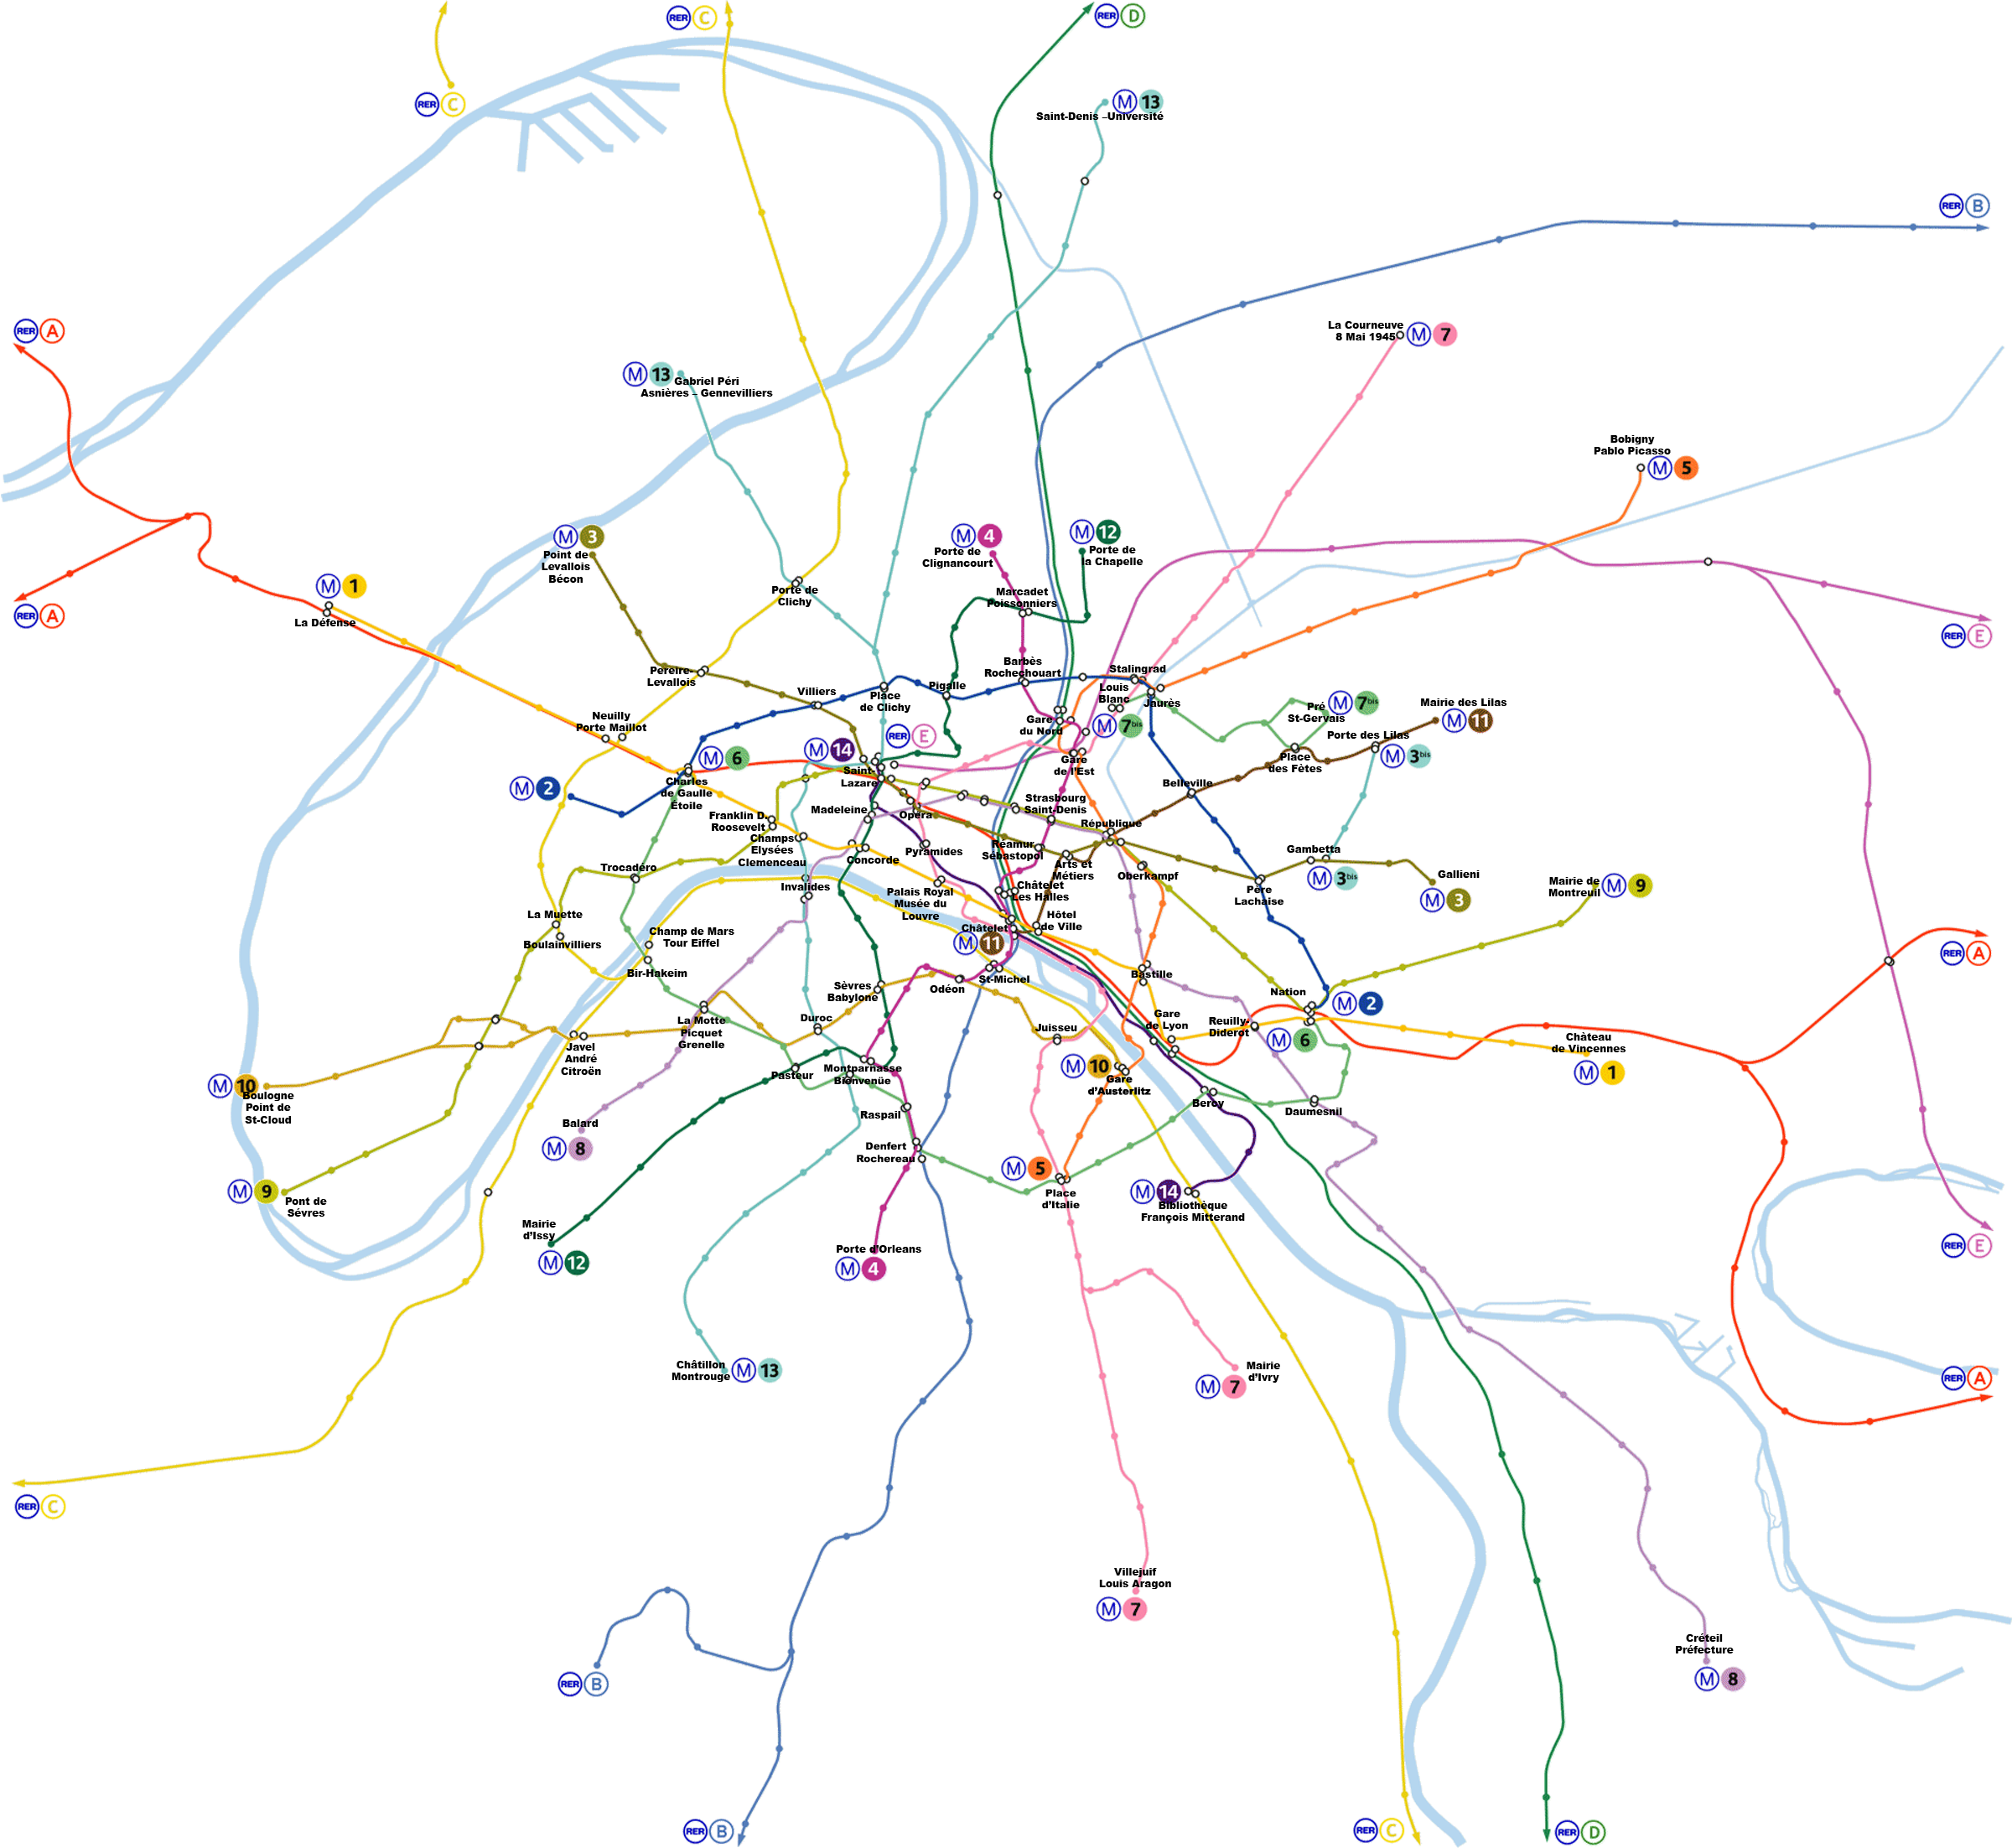 RER C
RER D
RER C
M 13
Saint-Denis –Université
RER B
RER A
La Courneuve
8 Mai 1945
M 7
M 13
Gabriel Péri
Asnières – Gennevilliers
Bobigny
Pablo Picasso
M 5
M 3
Point de
Levallois
Bécon
M 4
Porte de
Clignancourt
M 12
Porte de
la Chapelle
M 1
La Défense
RER A
Porte de
Clichy
Marcadet
Poissonniers
RER E
Pereire-
Levallois
Barbès
Rochechouart
Stalingrad
Villiers
Place
de Clichy
Pigalle
Louis
Blanc
Jaurès
Pré
St-Gervais
M 7bis
Mairie des Lilas
M 11
Neuilly
Porte Maillot
Gare
du Nord
M 7bis
Porte des Lilas
M 3bis
M 14
RER E
M 6
Place
des Fêtes
Gare
de l'Est
Saint-
Lazare
M 2
Charles
de Gaulle
Étoile
Belleville
Madeleine
Opéra
Strasbourg
Saint-Denis
République
Franklin D.
Roosevelt
Champs
Elysées
Clemenceau
Concorde
Pyramides
Réamur
Sébastopol
Arts et
Métiers
Oberkampf
Gambetta
M 3bis
Gallieni
M 3
Mairie de
Montreuil
M 9
Trocadéro
Invalides
Palais Royal
Musée du
Louvre
Châtelet
Les Halles
Père
Lachaise
La Muette
Boulainvilliers
Champ de Mars
Tour Eiffel
Châtelet
M 11
Hôtel
de Ville
RER A
Bir-Hakeim
Sèvres
Babylone
Odéon
St-Michel
Bastille
Nation
M 2
La Motte
Picquet
Grenelle
Duroc
Juisseu
Gare
de Lyon
Reuilly-
Diderot
M 6
Château
de Vincennes
M 1
Javel
André
Citroën
M 10
Boulogne
Point de
St-Cloud
Pasteur
Montparnasse
Bienvenüe
M 10
Gare
d'Austerlitz
Bercy
Daumesnil
Balard
M 8
Raspail
Denfert
Rochereau
M 5
Place
d'Italie
M 14
Bibliothèque
François Mitterand
M 9
Pont de
Sévres
Mairie
d'Issy
M 12
Porte d'Orleans
M 4
RER E
Châtillon
Montrouge
M 13
Mairie
d'Ivry
M 7
RER A
RER C
Villejuif
Louis Aragon
M 7
Créteil
Préfecture
M 8
RER B
RER B
RER C
RER D